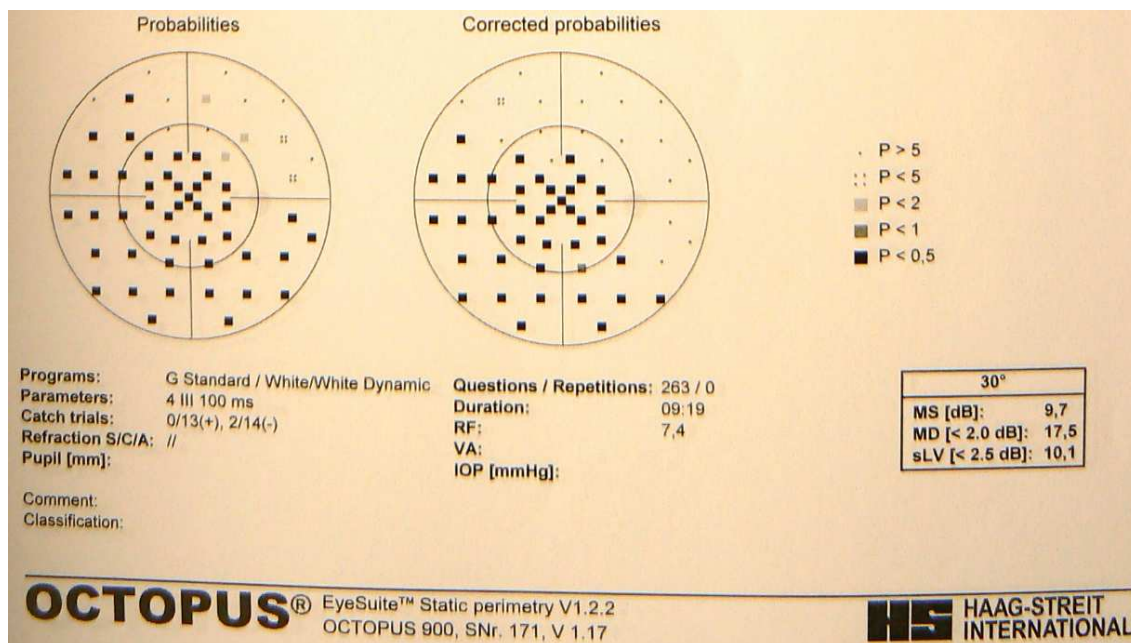 Probabilities
Corrected probabilities
P > 5
P < 5
P < 2
P < 1
P < 0,5
Programs: G Standard / White/White Dynamic
Parameters: 4 III 100 ms
Catch trials: 0/13(+), 2/14(-)
Refraction S/C/A: //
Pupil [mm]:
Questions / Repetitions: 263 / 0
Duration: 09:19
RF: 7,4
VA:
IOP [mmHg]:
30°
MS [dB]: 9,7
MD [< 2.0 dB]: 17,5
sLV [< 2.5 dB]: 10,1
Comment:
Classification:
OCTOPUS® EyeSuite™ Static perimetry V1.2.2
OCTOPUS 900, SNr. 171, V 1.17
HS HAAG-STREIT
INTERNATIONAL